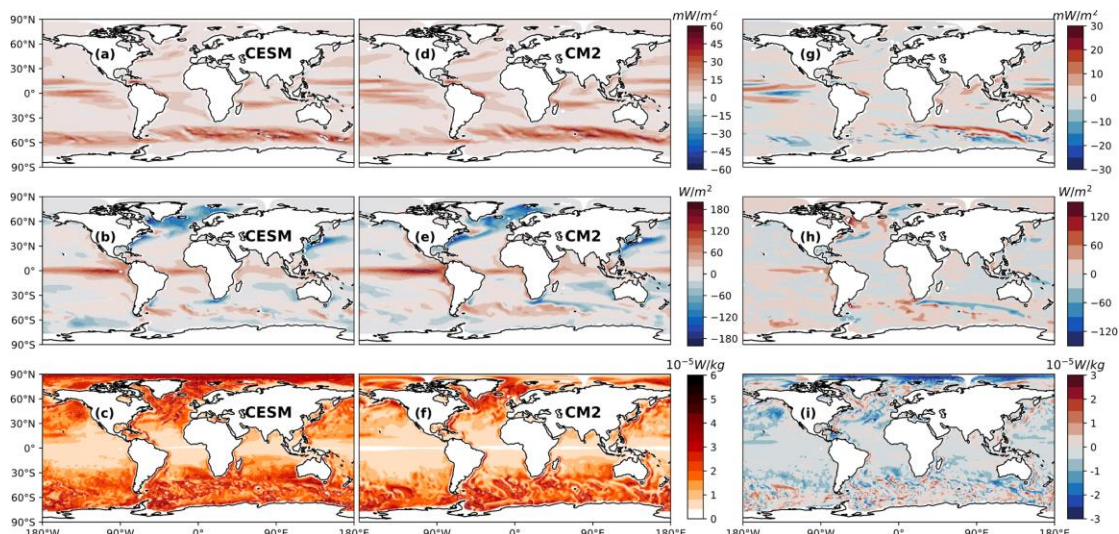 90°N
60°N
30°N
0°
30°S
60°S
90°S
(a) CESM
(d) CM2
mW/m²
60
45
30
15
0
−15
−30
−45
−60
(g)
mW/m²
30
20
10
0
−10
−20
−30
90°N
60°N
30°N
0°
30°S
60°S
90°S
(b) CESM
(e) CM2
W/m²
180
120
60
0
−60
−120
−180
(h)
W/m²
120
80
40
0
−40
−80
−120
90°N
60°N
30°N
0°
30°S
60°S
90°S
(c) CESM
(f) CM2
10⁻⁵W/kg
6
5
4
3
2
1
0
(i)
10⁻⁵W/kg
3
2
1
0
−1
−2
−3
180°W 90°W 0° 90°E 180°E 90°W 0° 90°E 180°E
180°W 90°W 0° 90°E 180°E